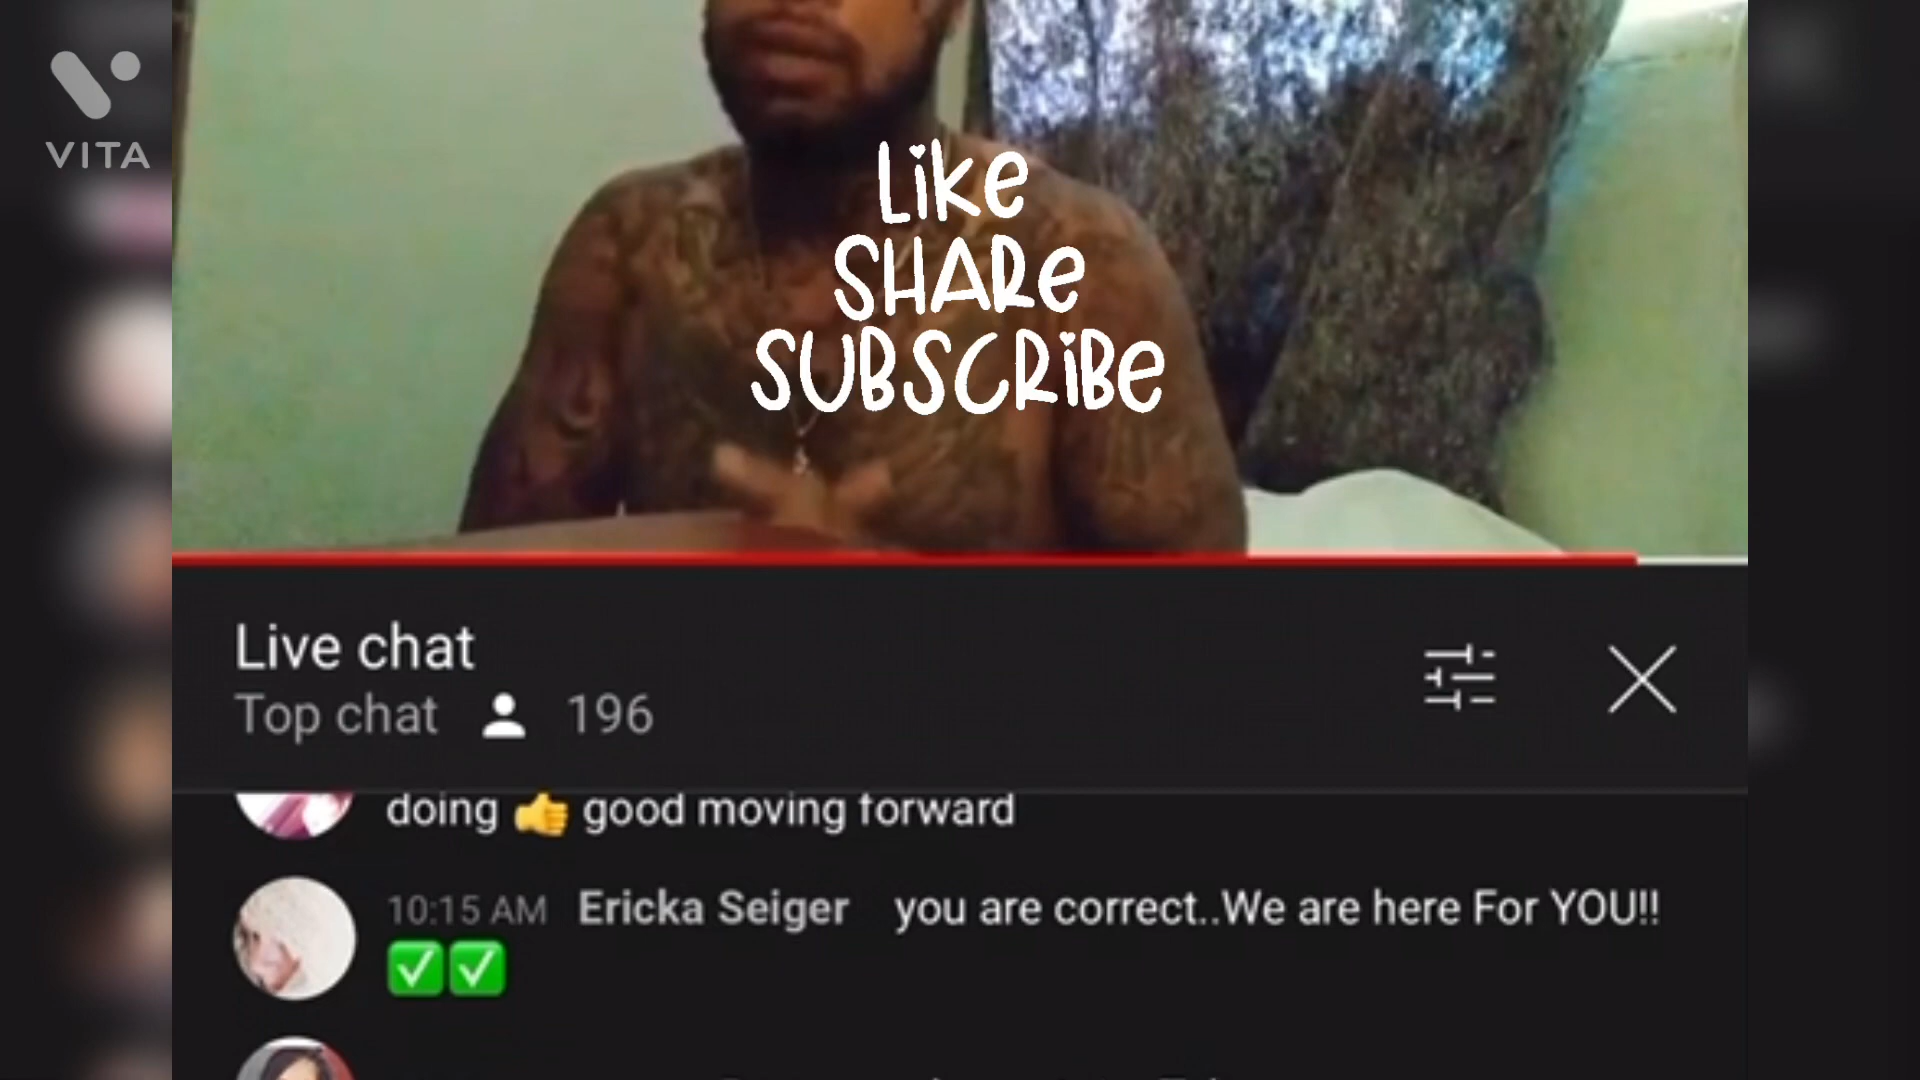 VITA
Like
SHARe
SUBSCRiBe
Live chat
Top chat 196
doing 👍 good moving forward
10:15 AM Ericka Seiger you are correct..We are here For YOU!!
✅✅